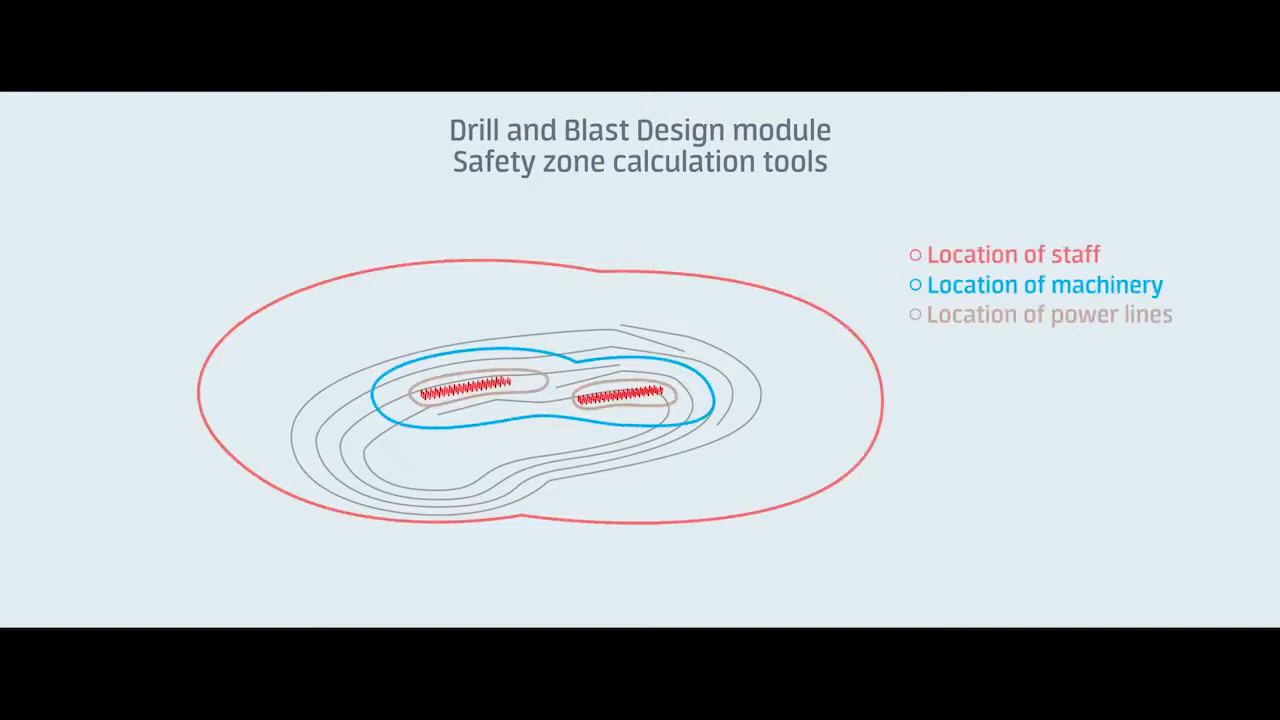 Drill and Blast Design module
Safety zone calculation tools
Location of staff
Location of machinery
Location of power lines